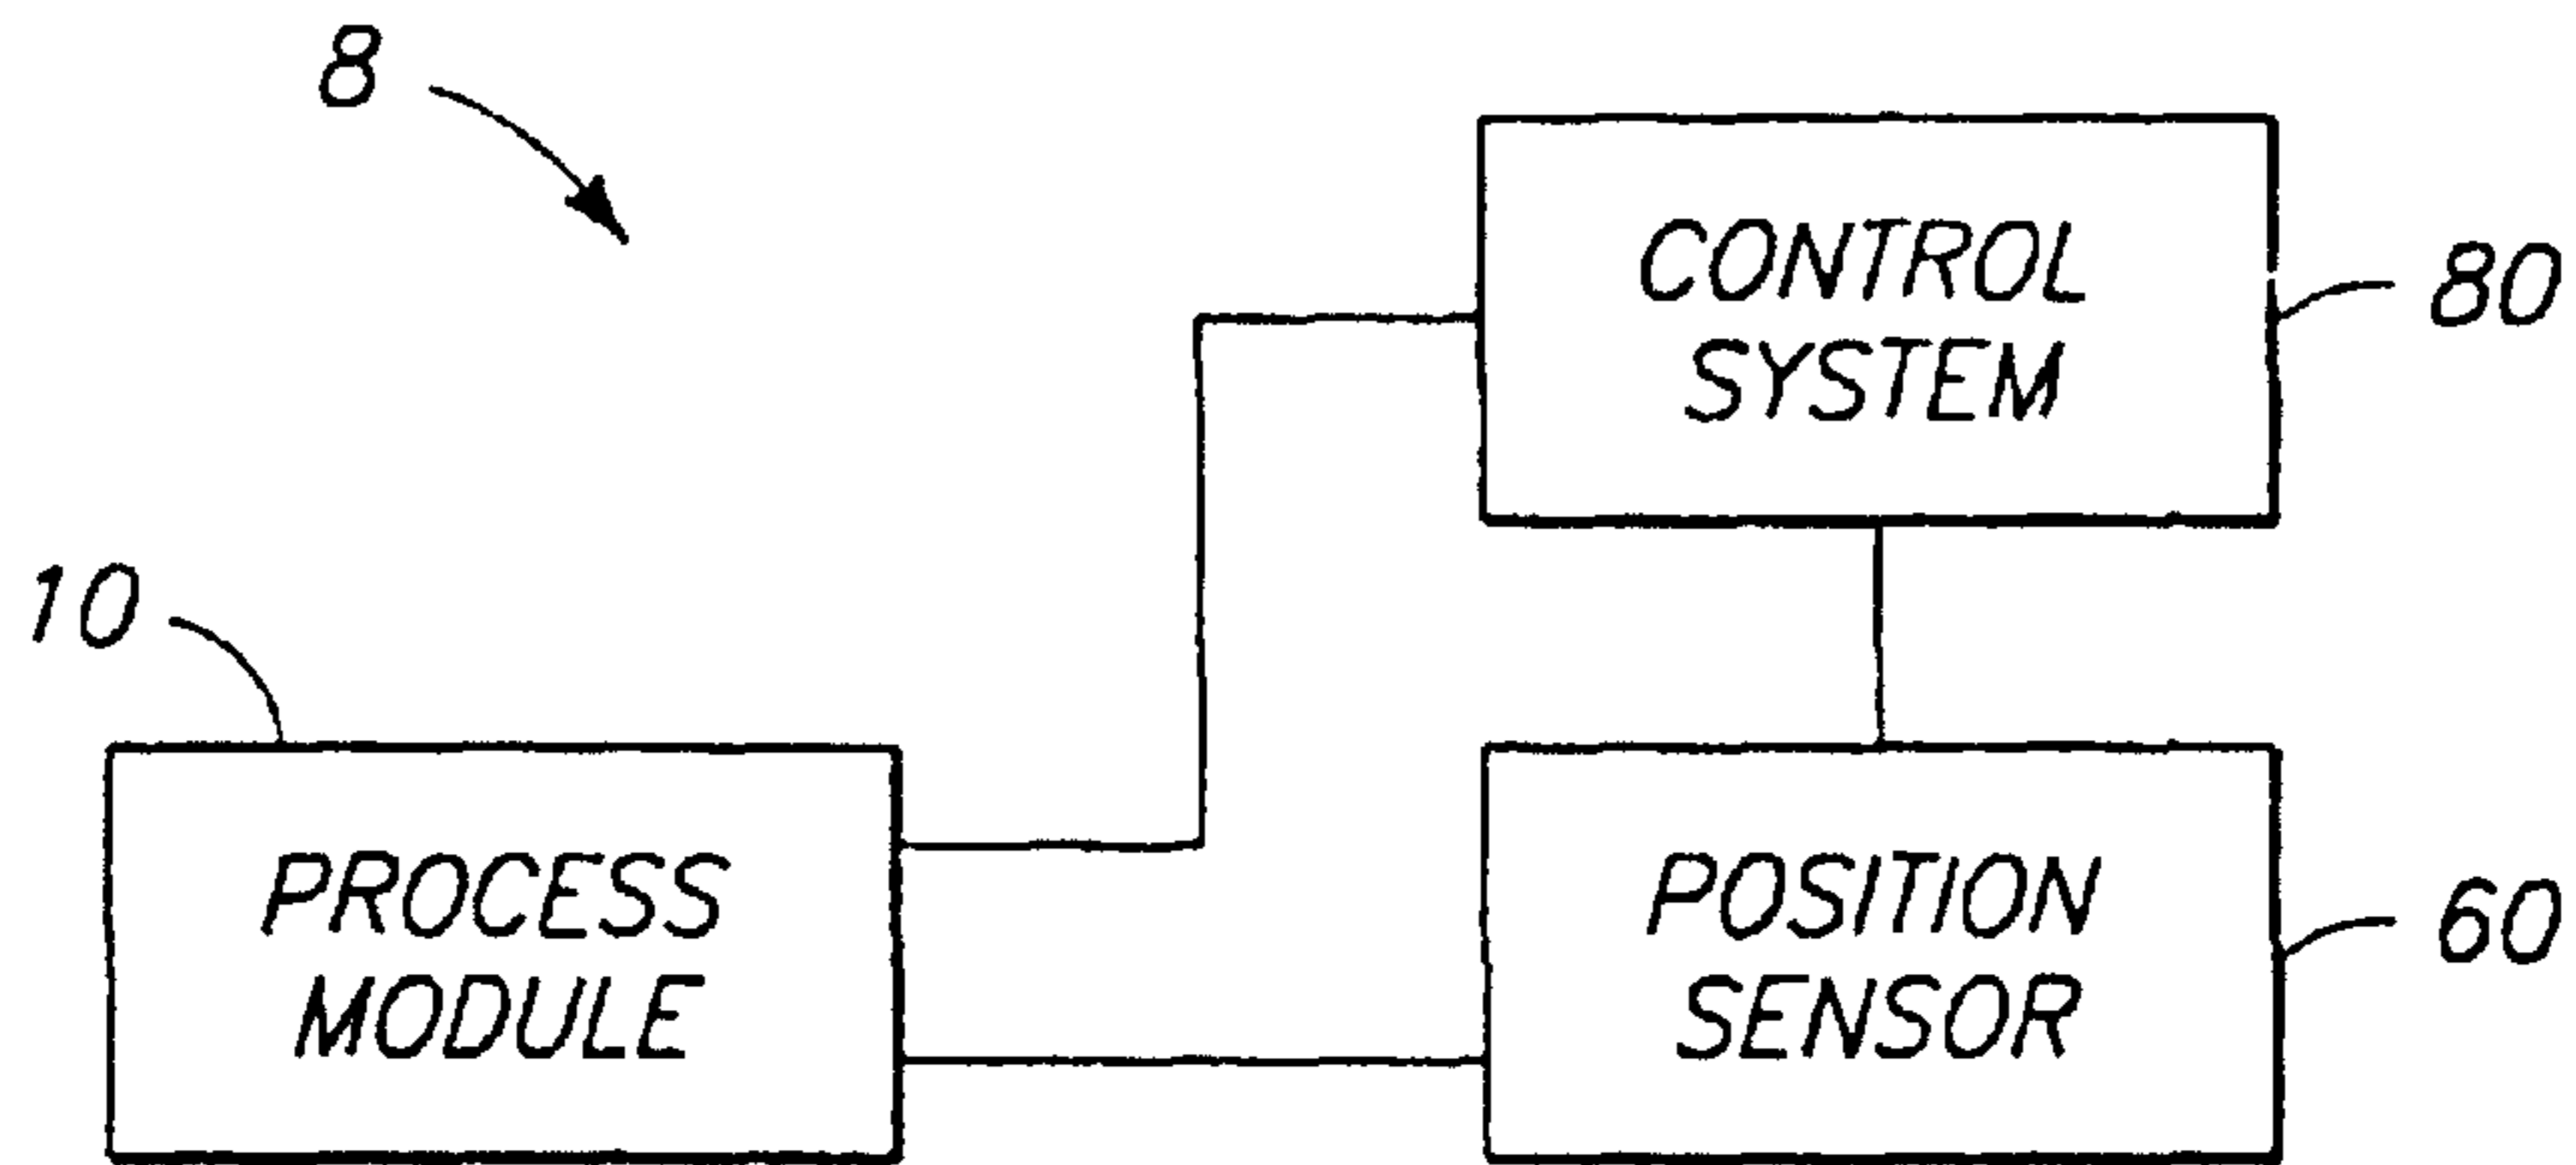 8
CONTROL
SYSTEM
80
10
PROCESS
MODULE
POSITION
SENSOR
60